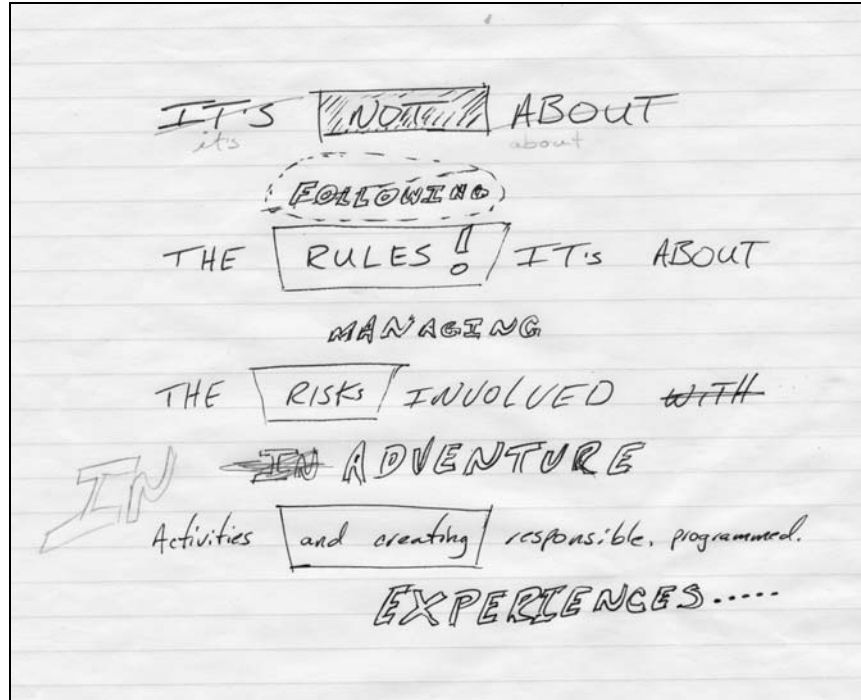 IT'S NOT ABOUT
it's about
FOLLOWING
THE RULES! IT'S ABOUT
MANAGING
THE RISKS INVOLVED WITH
IN IN ADVENTURE
Activities and creating responsible, programmed.
EXPERIENCES.....